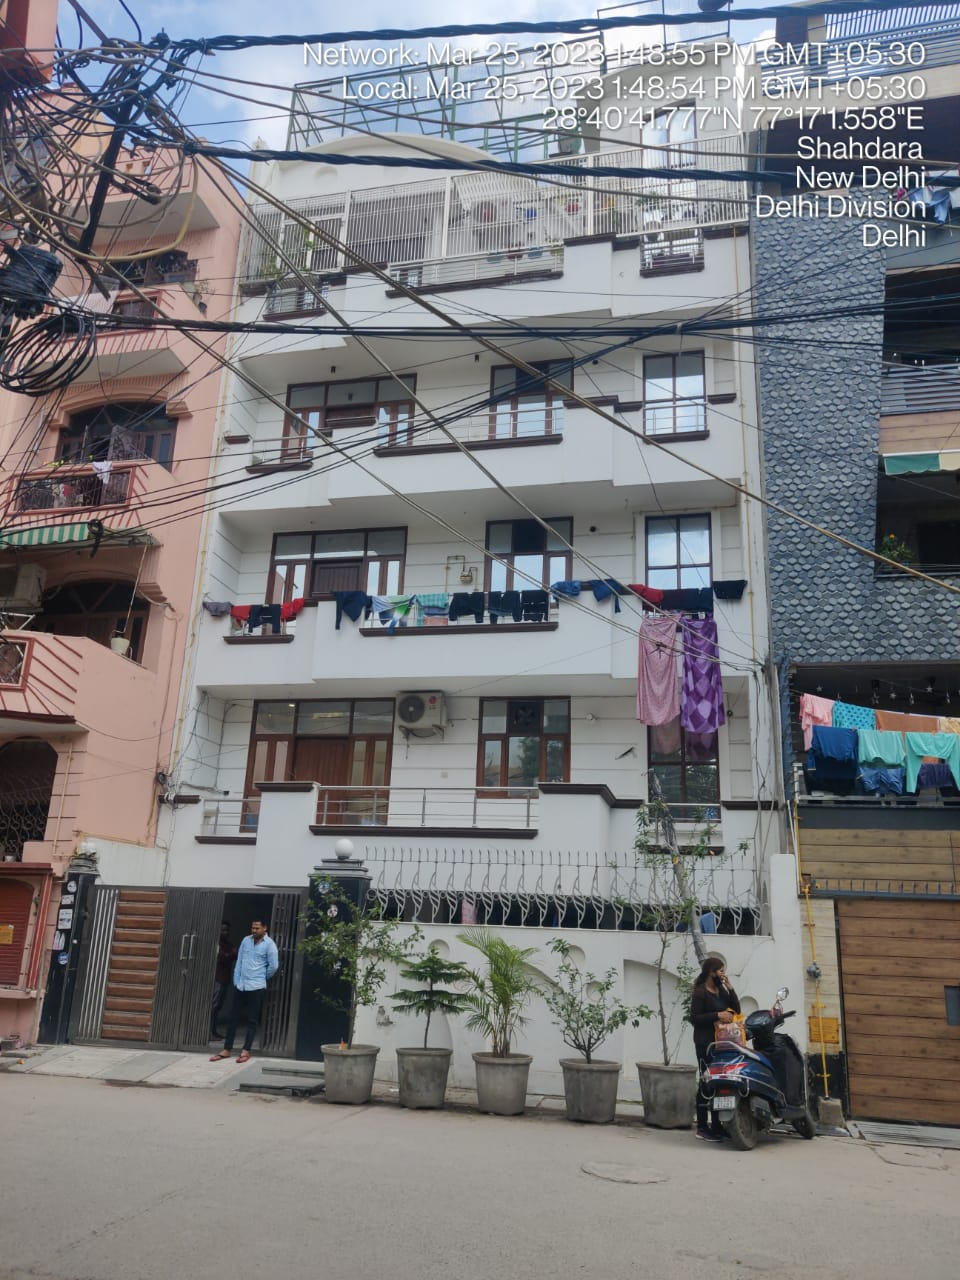 Network: Mar 25, 2023 1:48:55 PM GMT+05:30
Local: Mar 25, 2023 1:48:54 PM GMT+05:30
28°40'41.777"N 77°17'1.558"E
Shahdara
New Delhi
Delhi Division
Delhi